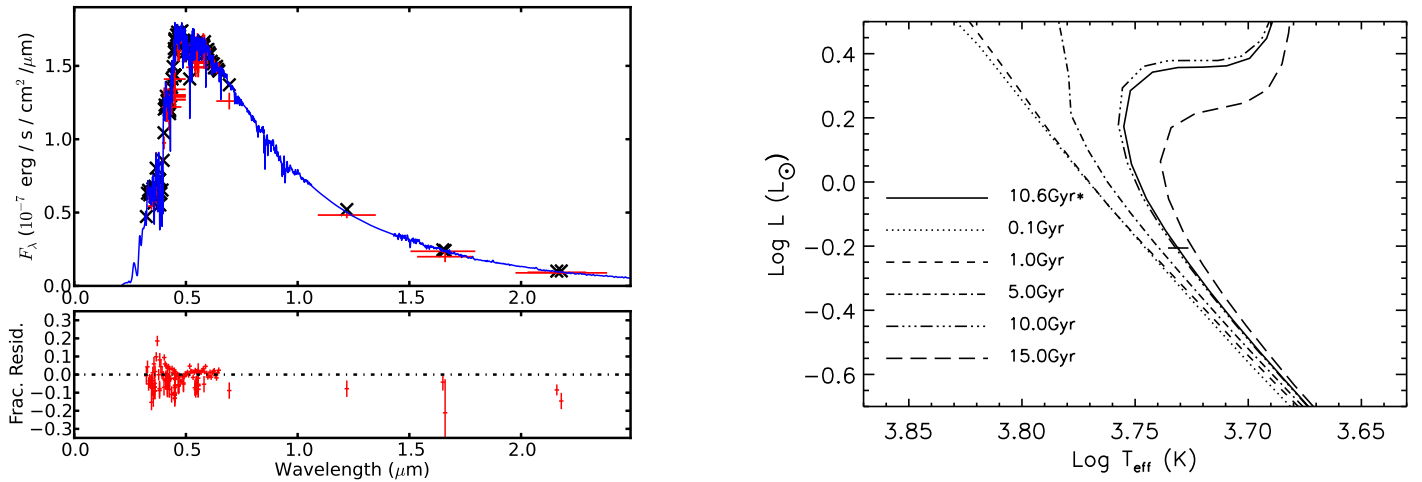 F_λ (10⁻⁷ erg / s / cm² /μm)
1.5
1.0
0.5
0.0
0.0 0.5 1.0 1.5 2.0
Frac. Resid.
0.3
0.2
0.1
0.0
−0.1
−0.2
−0.3
0.0 0.5 1.0 1.5 2.0
Wavelength (μm)
Log L (L⊙)
0.4
0.2
0.0
−0.2
−0.4
−0.6
10.6Gyr*
0.1Gyr
1.0Gyr
5.0Gyr
10.0Gyr
15.0Gyr
3.85 3.80 3.75 3.70 3.65
Log T_eff (K)